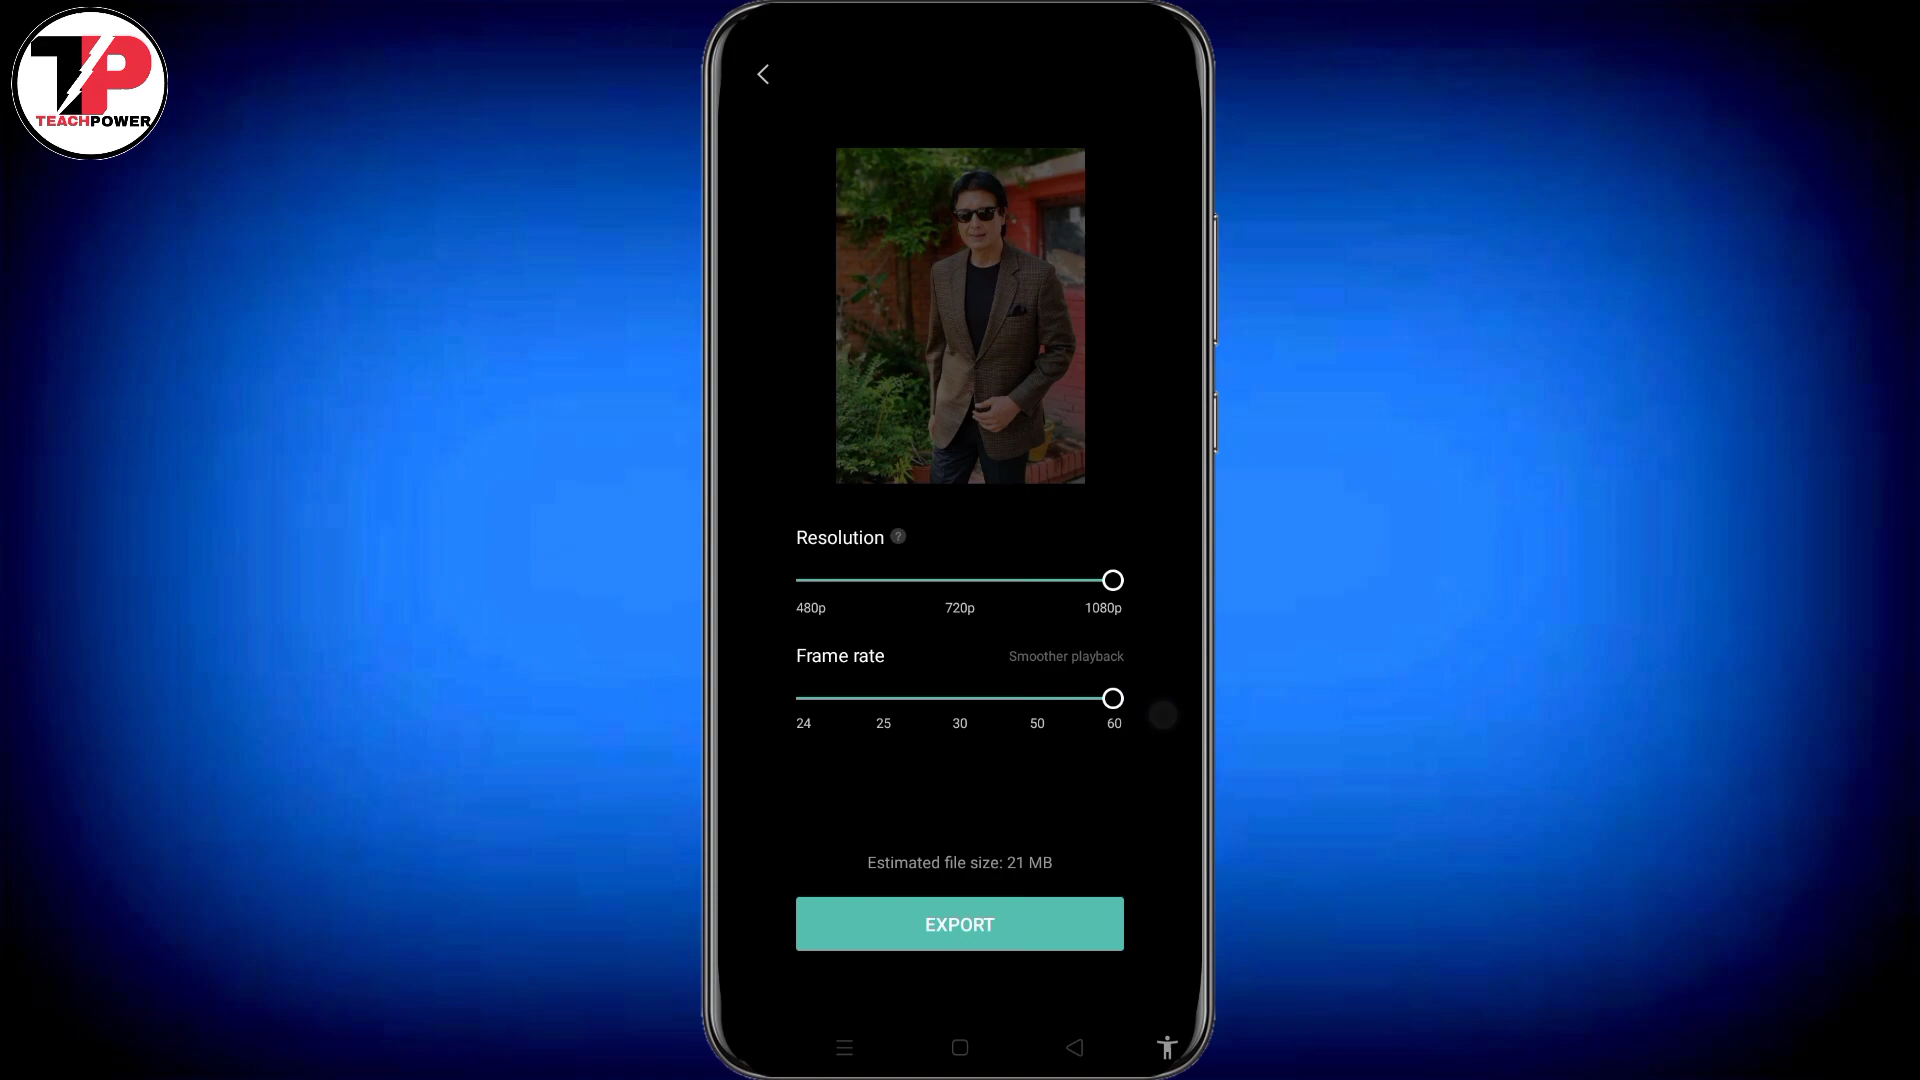 TP
TEACHPOWER
Resolution ?
480p 720p 1080p
Frame rate Smoother playback
24 25 30 50 60
Estimated file size: 21 MB
EXPORT